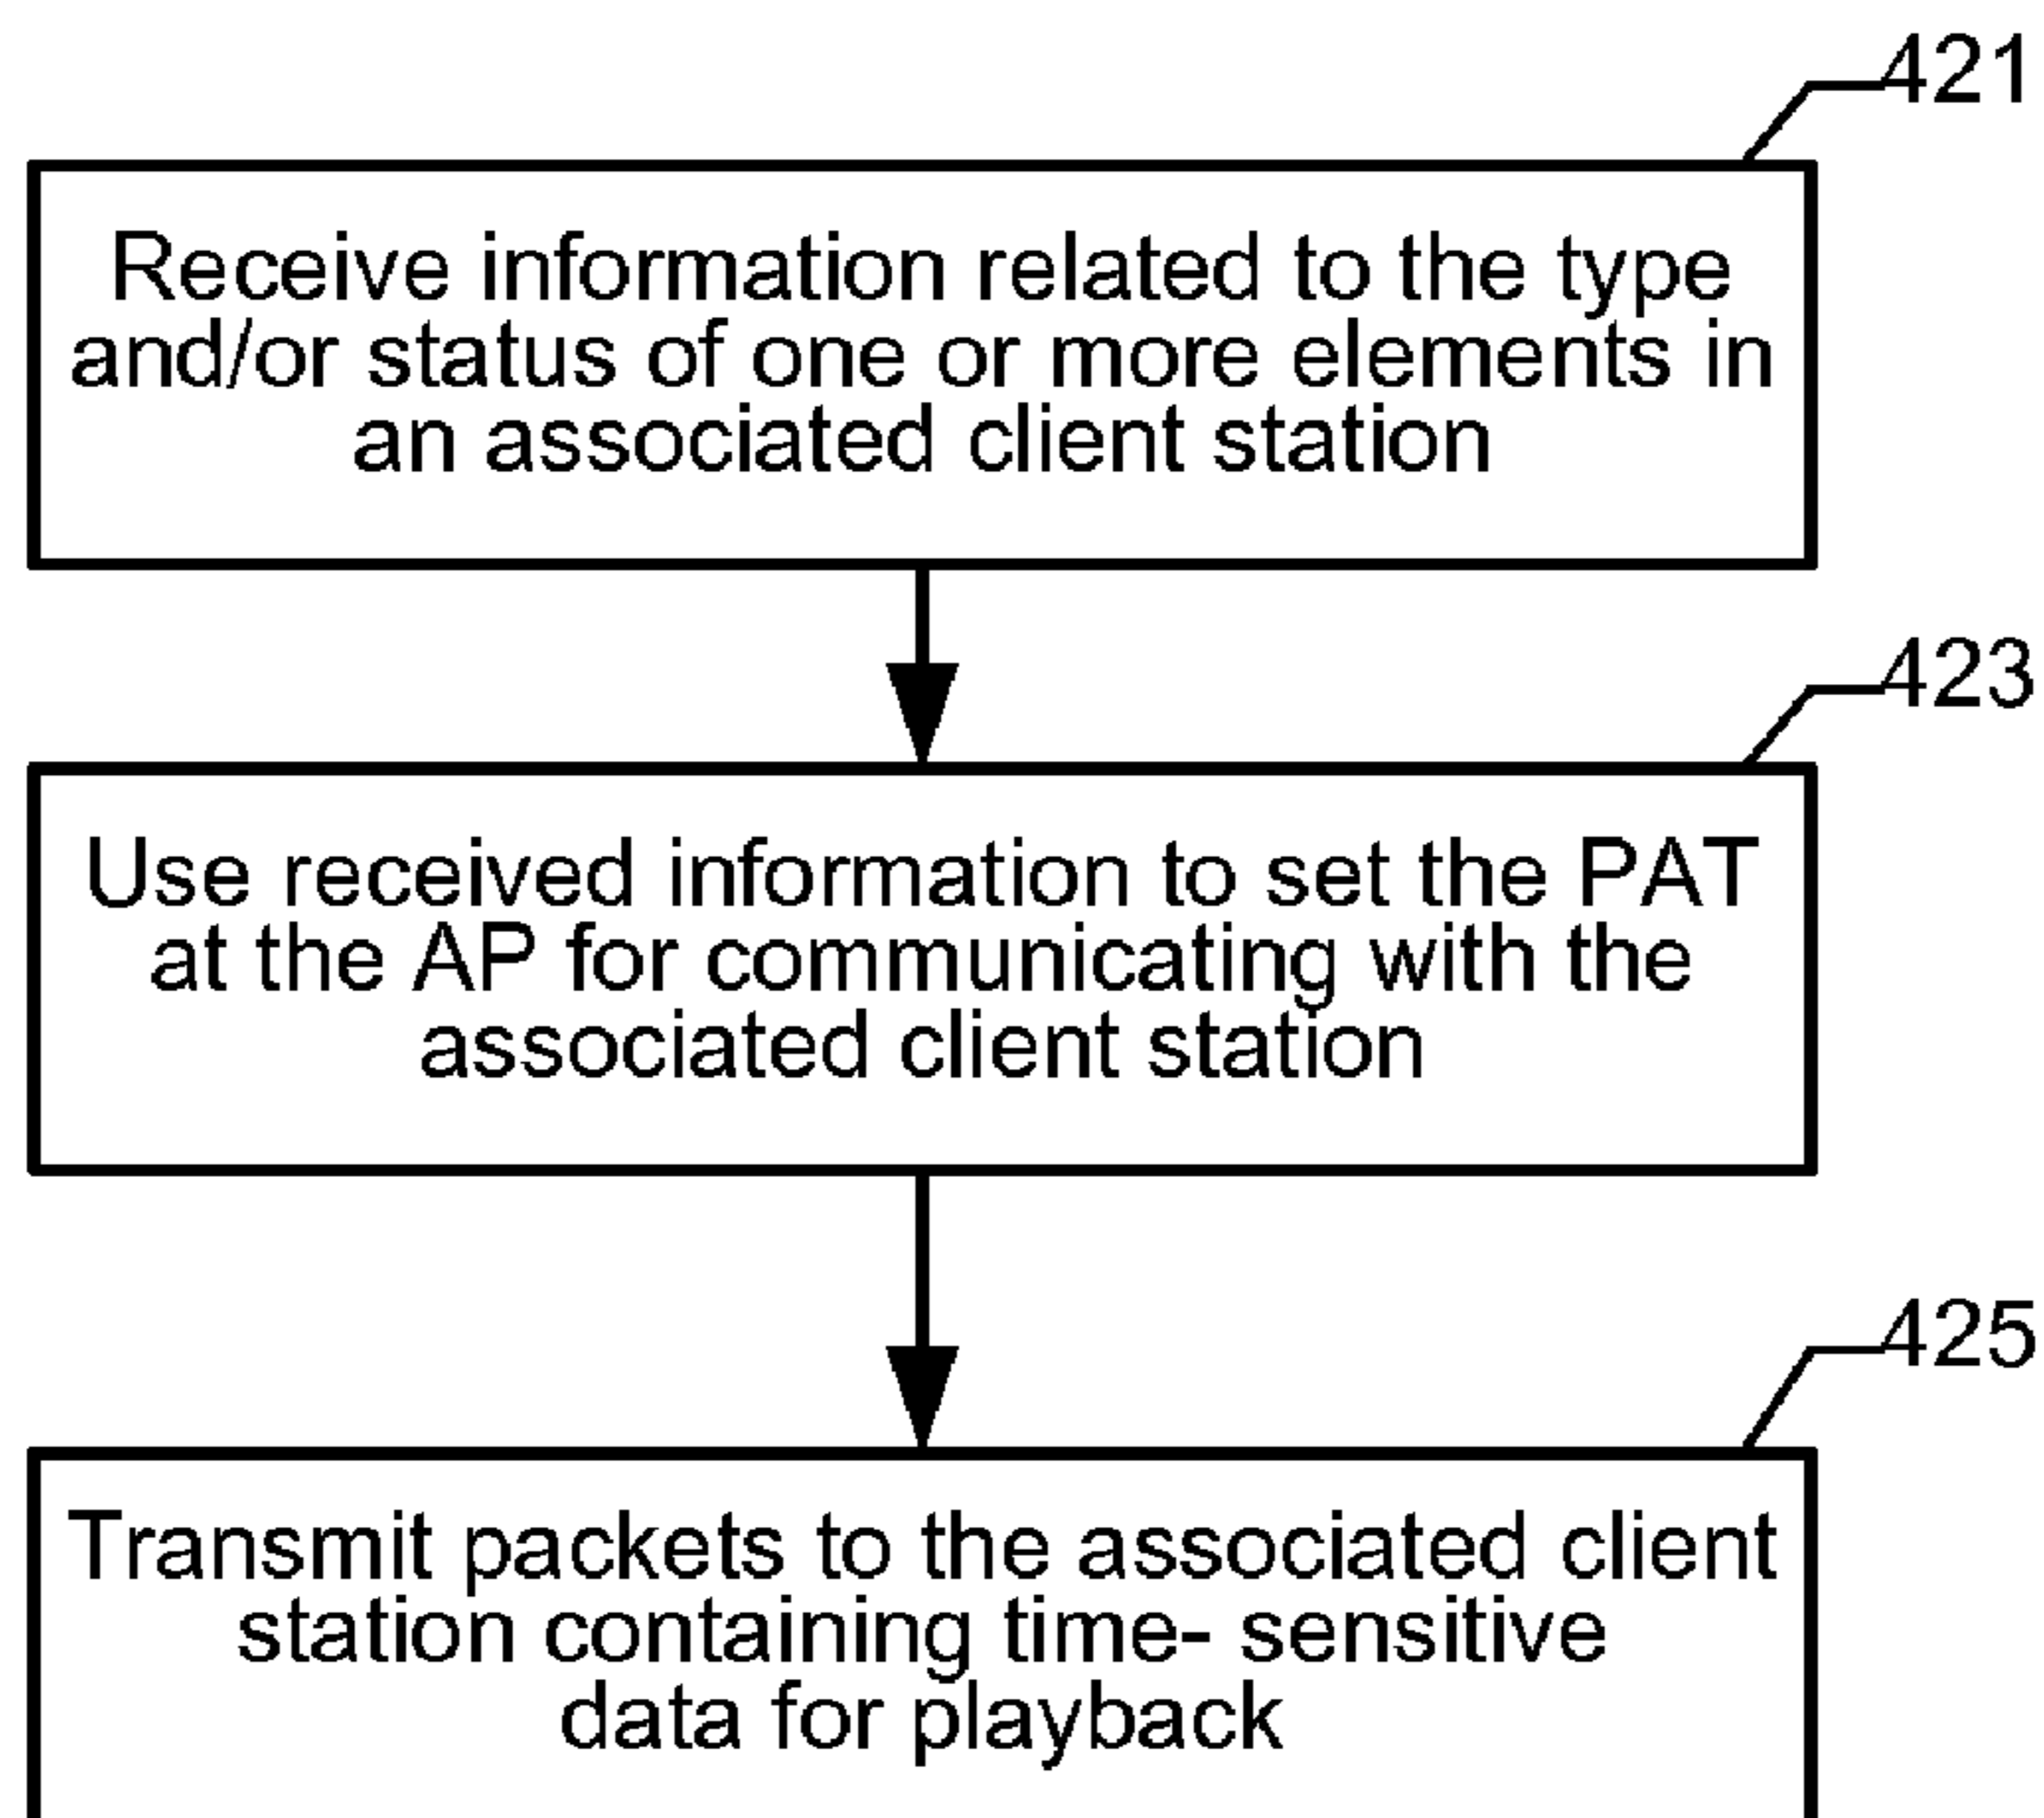 421
Receive information related to the type
and/or status of one or more elements in
an associated client station
423
Use received information to set the PAT
at the AP for communicating with the
associated client station
425
Transmit packets to the associated client
station containing time- sensitive
data for playback